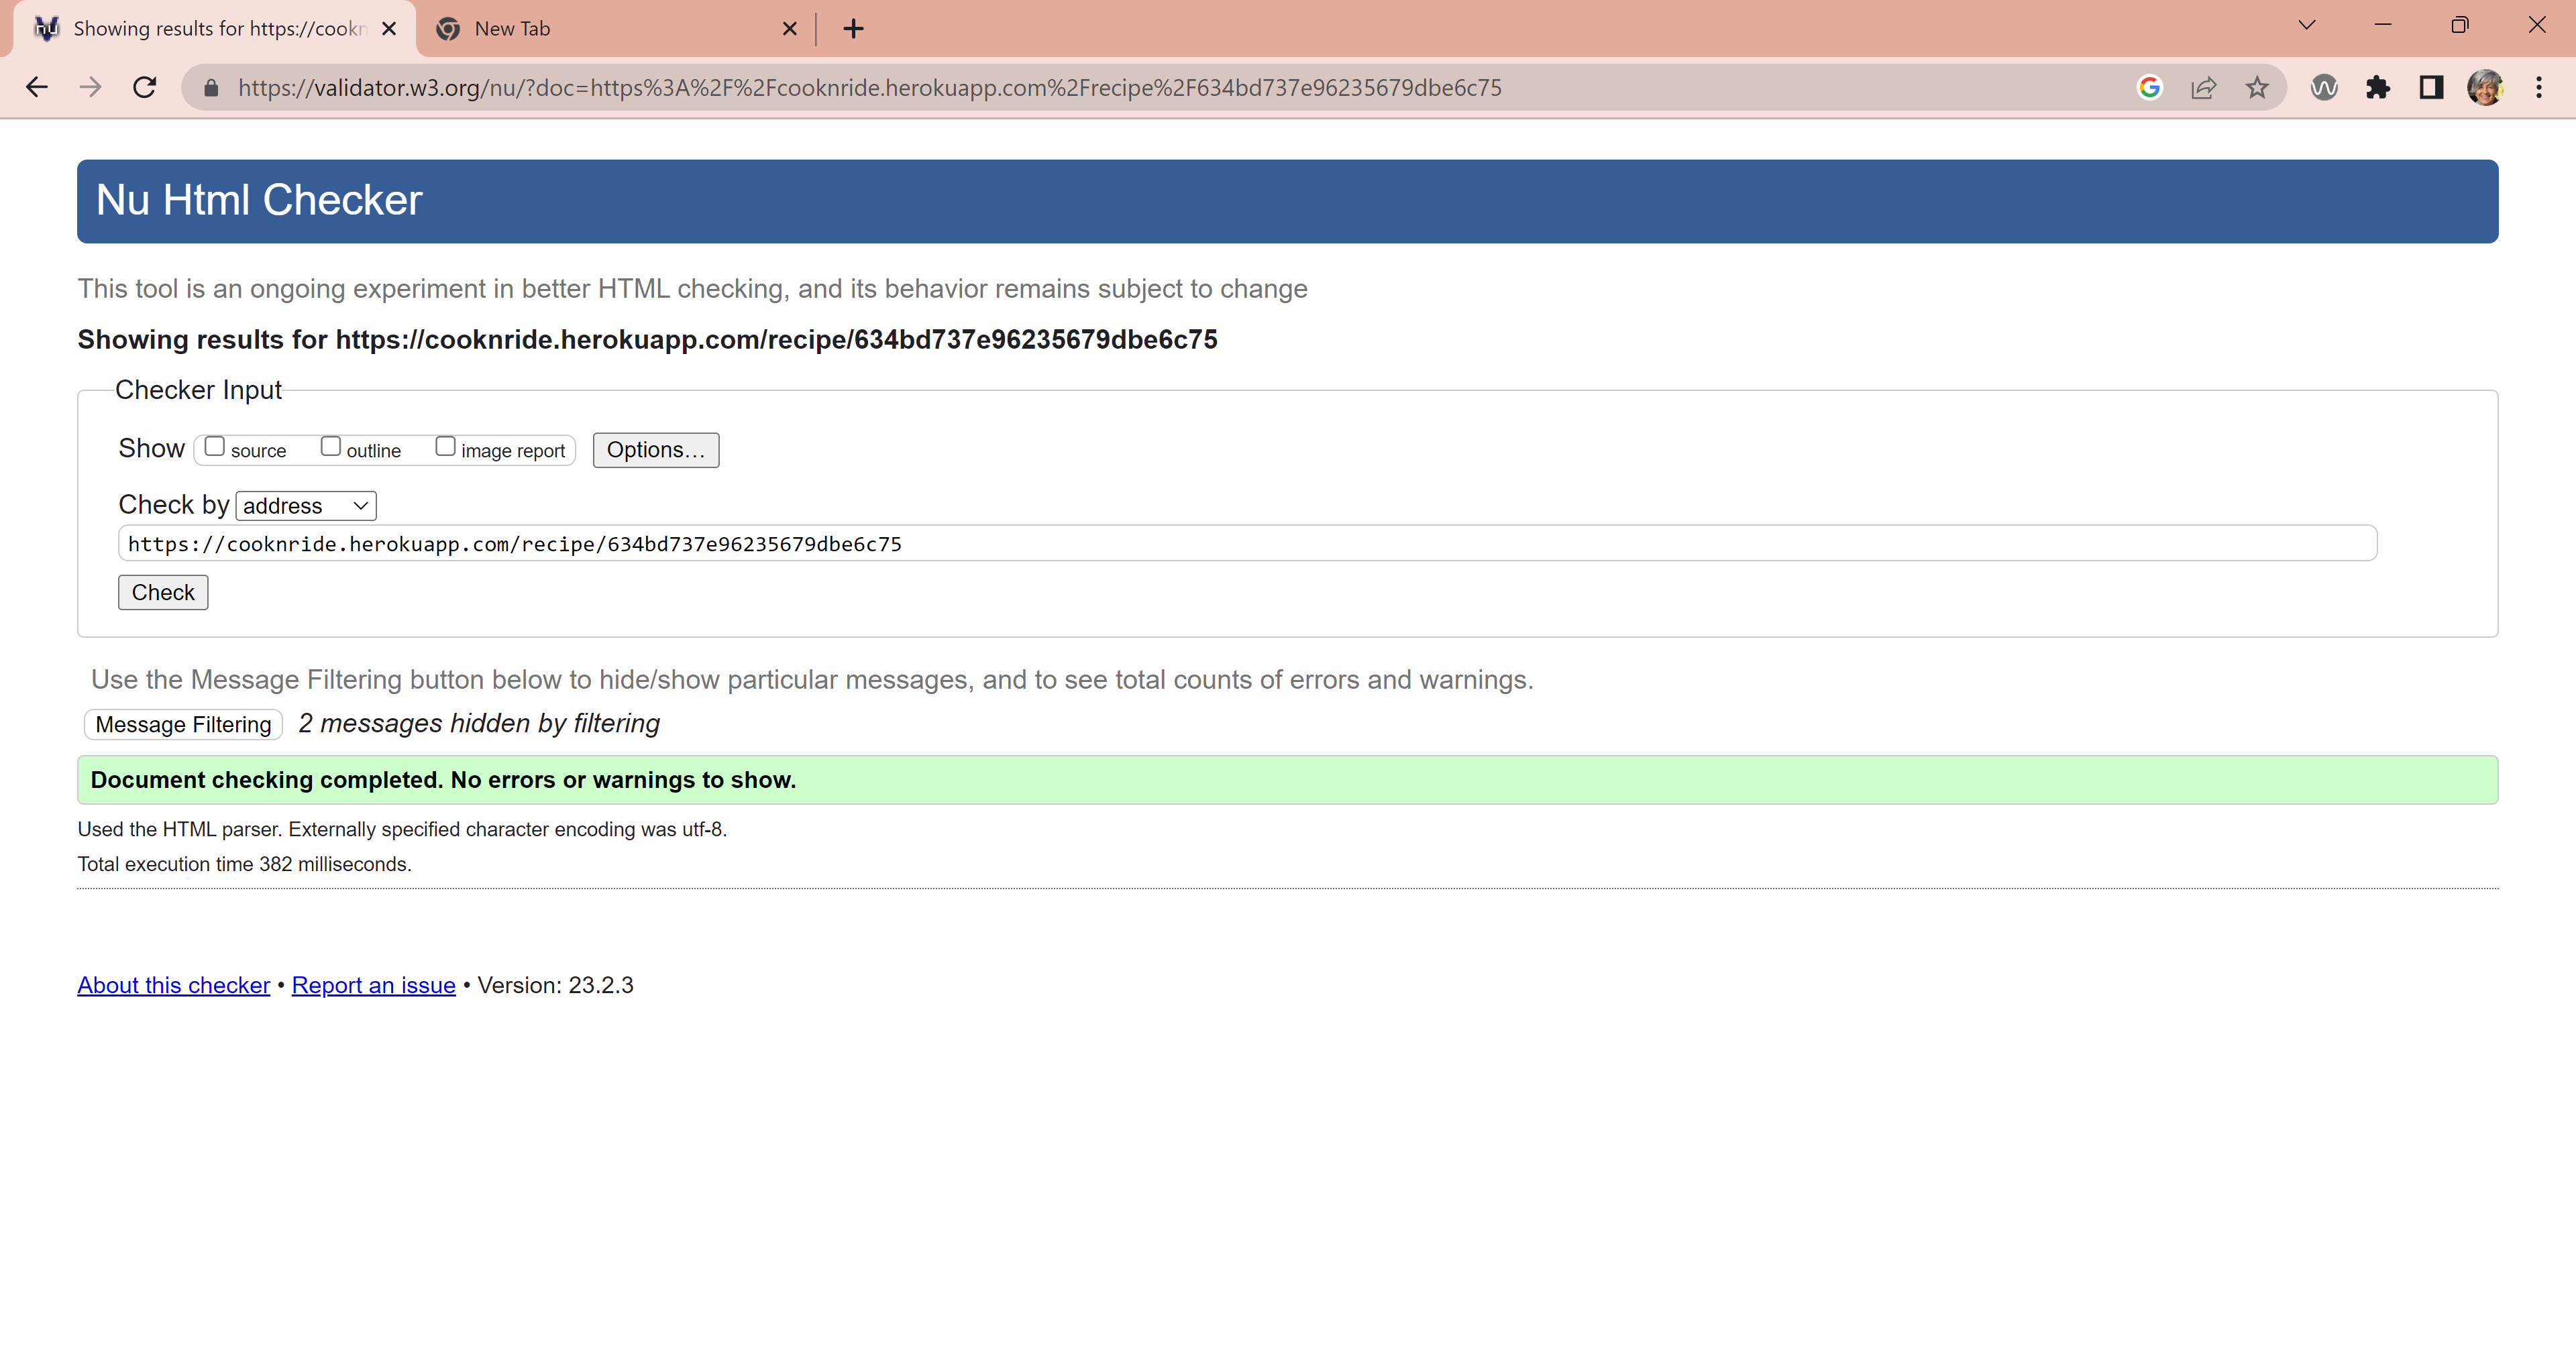 Showing results for https://cookn
New Tab
https://validator.w3.org/nu/?doc=https%3A%2F%2Fcooknride.herokuapp.com%2Frecipe%2F634bd737e96235679dbe6c75
Nu Html Checker
This tool is an ongoing experiment in better HTML checking, and its behavior remains subject to change
Showing results for https://cooknride.herokuapp.com/recipe/634bd737e96235679dbe6c75
Checker Input
Show source outline image report Options…
Check by address
https://cooknride.herokuapp.com/recipe/634bd737e96235679dbe6c75
Check
Use the Message Filtering button below to hide/show particular messages, and to see total counts of errors and warnings.
Message Filtering 2 messages hidden by filtering
Document checking completed. No errors or warnings to show.
Used the HTML parser. Externally specified character encoding was utf-8.
Total execution time 382 milliseconds.
About this checker • Report an issue • Version: 23.2.3